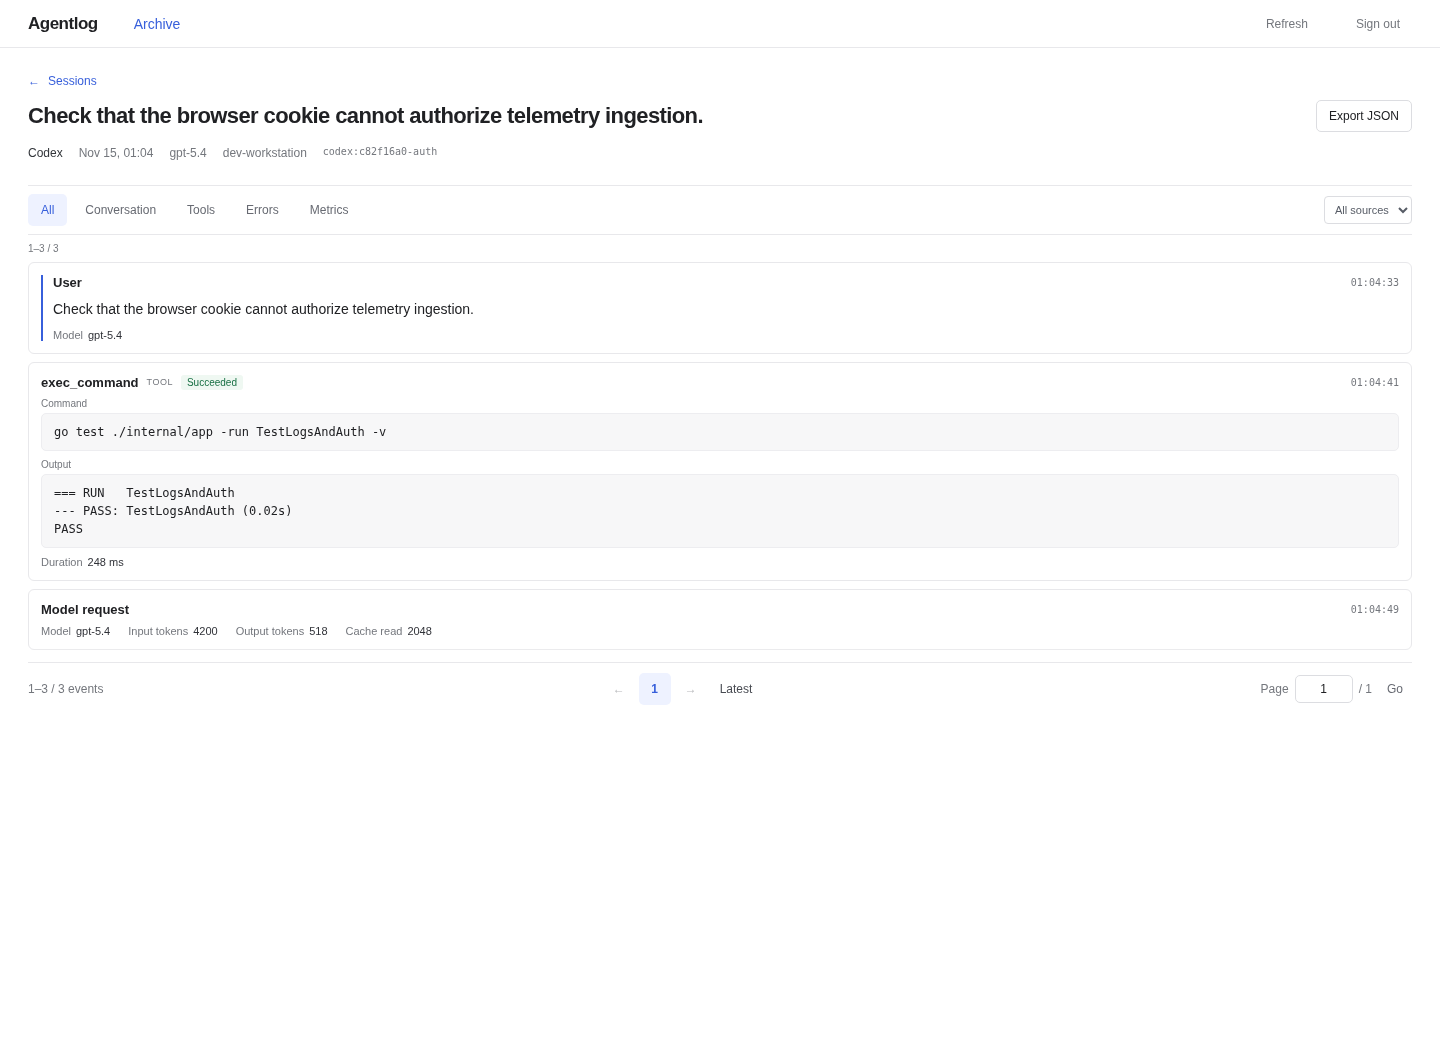 Agentlog Archive Refresh Sign out
← Sessions
Check that the browser cookie cannot authorize telemetry ingestion. Export JSON
Codex Nov 15, 01:04 gpt-5.4 dev-workstation codex:c82f16a0-auth
All Conversation Tools Errors Metrics All sources
1–3 / 3
User 01:04:33
Check that the browser cookie cannot authorize telemetry ingestion.
Model gpt-5.4
exec_command TOOL Succeeded 01:04:41
Command
go test ./internal/app -run TestLogsAndAuth -v
Output
=== RUN   TestLogsAndAuth
--- PASS: TestLogsAndAuth (0.02s)
PASS
Duration 248 ms
Model request 01:04:49
Model gpt-5.4 Input tokens 4200 Output tokens 518 Cache read 2048
1–3 / 3 events ← 1 → Latest Page 1 / 1 Go